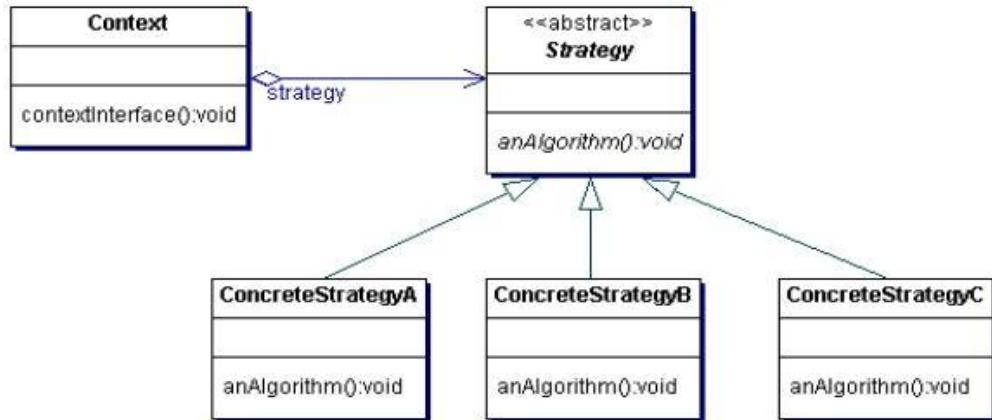 Context
contextInterface():void
strategy
<<abstract>>
Strategy
anAlgorithm():void
ConcreteStrategyA
anAlgorithm():void
ConcreteStrategyB
anAlgorithm():void
ConcreteStrategyC
anAlgorithm():void